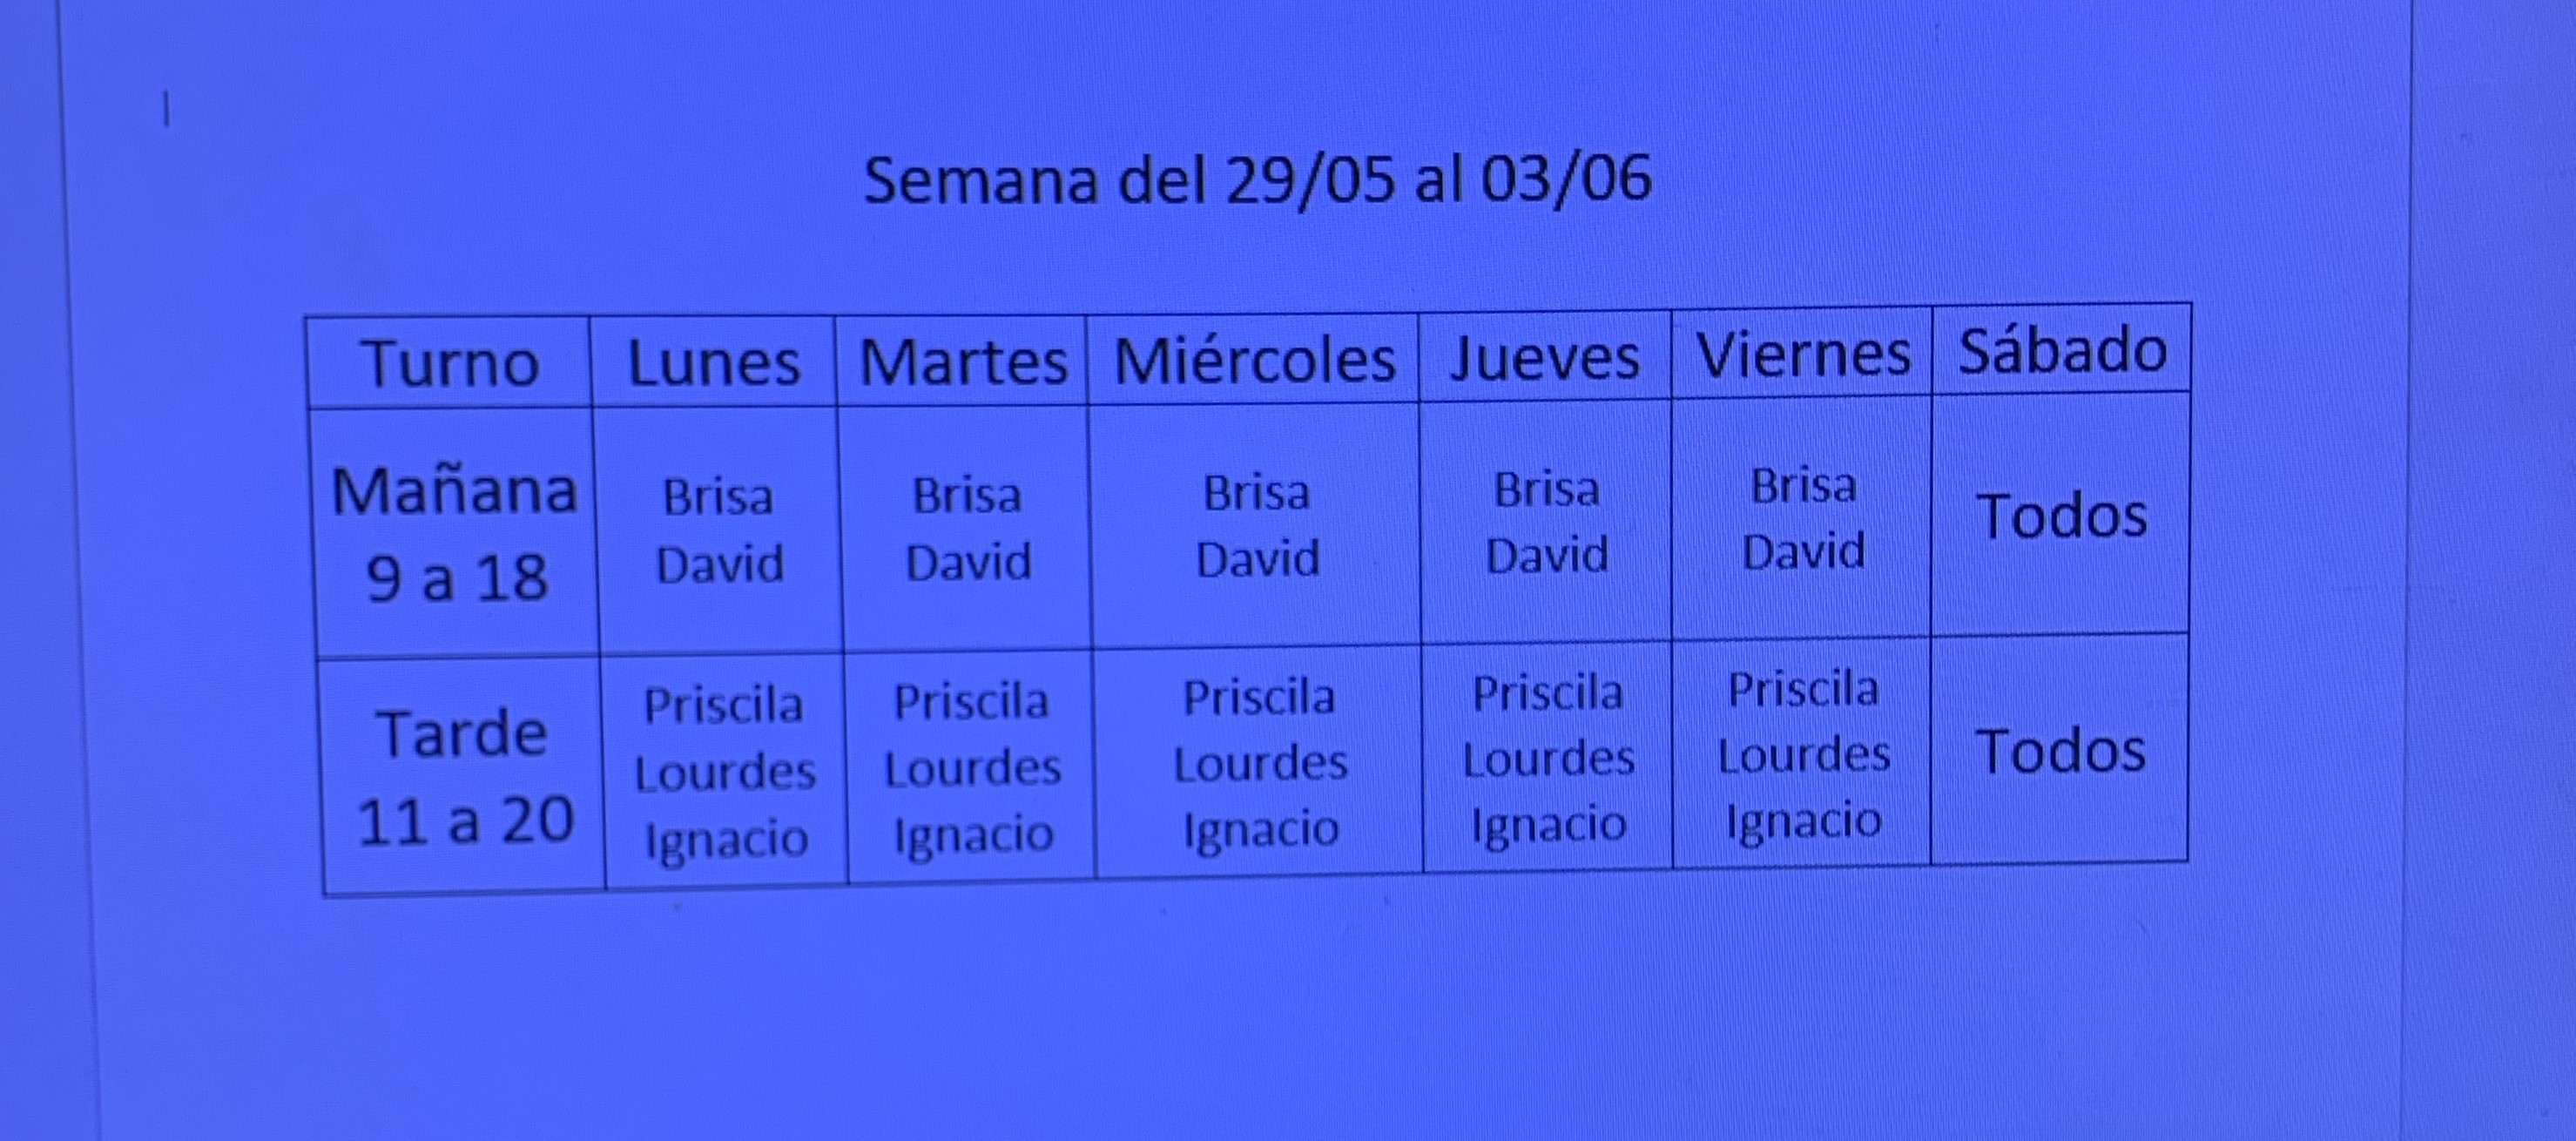 Semana del 29/05 al 03/06
Turno Lunes Martes Miércoles Jueves Viernes Sábado
Mañana
9 a 18
Brisa
David
Brisa
David
Brisa
David
Brisa
David
Brisa
David
Todos
Tarde
11 a 20
Priscila
Lourdes
Ignacio
Priscila
Lourdes
Ignacio
Priscila
Lourdes
Ignacio
Priscila
Lourdes
Ignacio
Priscila
Lourdes
Ignacio
Todos